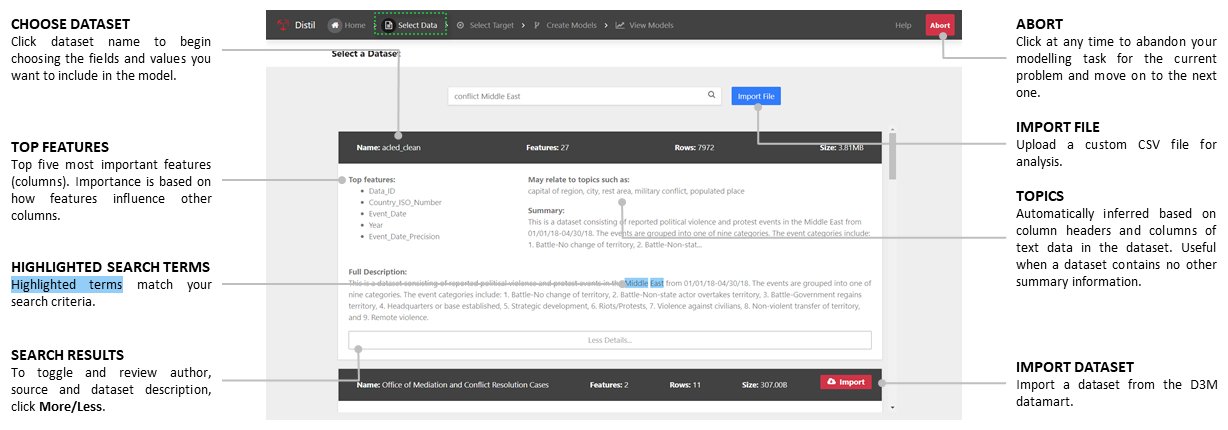 CHOOSE DATASET
Click dataset name to begin
choosing the fields and values you
want to include in the model.
TOP FEATURES
Top five most important features
(columns). Importance is based on
how features influence other
columns.
HIGHLIGHTED SEARCH TERMS
Highlighted terms match your
search criteria.
SEARCH RESULTS
To toggle and review author,
source and dataset description,
click More/Less.
Distil Home Select Data Select Target Create Models View Models Help Abort
Select a Dataset
conflict Middle East Import File
Name: acled_clean Features: 27 Rows: 7972 Size: 3.81MB
Top features:
Data_ID
Country_ISO_Number
Event_Date
Year
Event_Date_Precision
May relate to topics such as:
capital of region, city, rest area, military conflict, populated place
Summary:
This is a dataset consisting of reported political violence and protest events in the Middle East from
01/01/18-04/30/18. The events are grouped into one of nine categories. The event categories include:
1. Battle-No change of territory, 2. Battle-Non-stat...
Full Description:
This is a dataset consisting of reported political violence and protest events in the Middle East from 01/01/18-04/30/18. The events are grouped into one of
nine categories. The event categories include: 1. Battle-No change of territory, 2. Battle-Non-state actor overtakes territory, 3. Battle-Government regains
territory, 4. Headquarters or base established, 5. Strategic development, 6. Riots/Protests, 7. Violence against civilians, 8. Non-violent transfer of territory,
and 9. Remote violence.
Less Details...
Name: Office of Mediation and Conflict Resolution Cases Features: 2 Rows: 11 Size: 307.00B Import
ABORT
Click at any time to abandon your
modelling task for the current
problem and move on to the next
one.
IMPORT FILE
Upload a custom CSV file for
analysis.
TOPICS
Automatically inferred based on
column headers and columns of
text data in the dataset. Useful
when a dataset contains no other
summary information.
IMPORT DATASET
Import a dataset from the D3M
datamart.